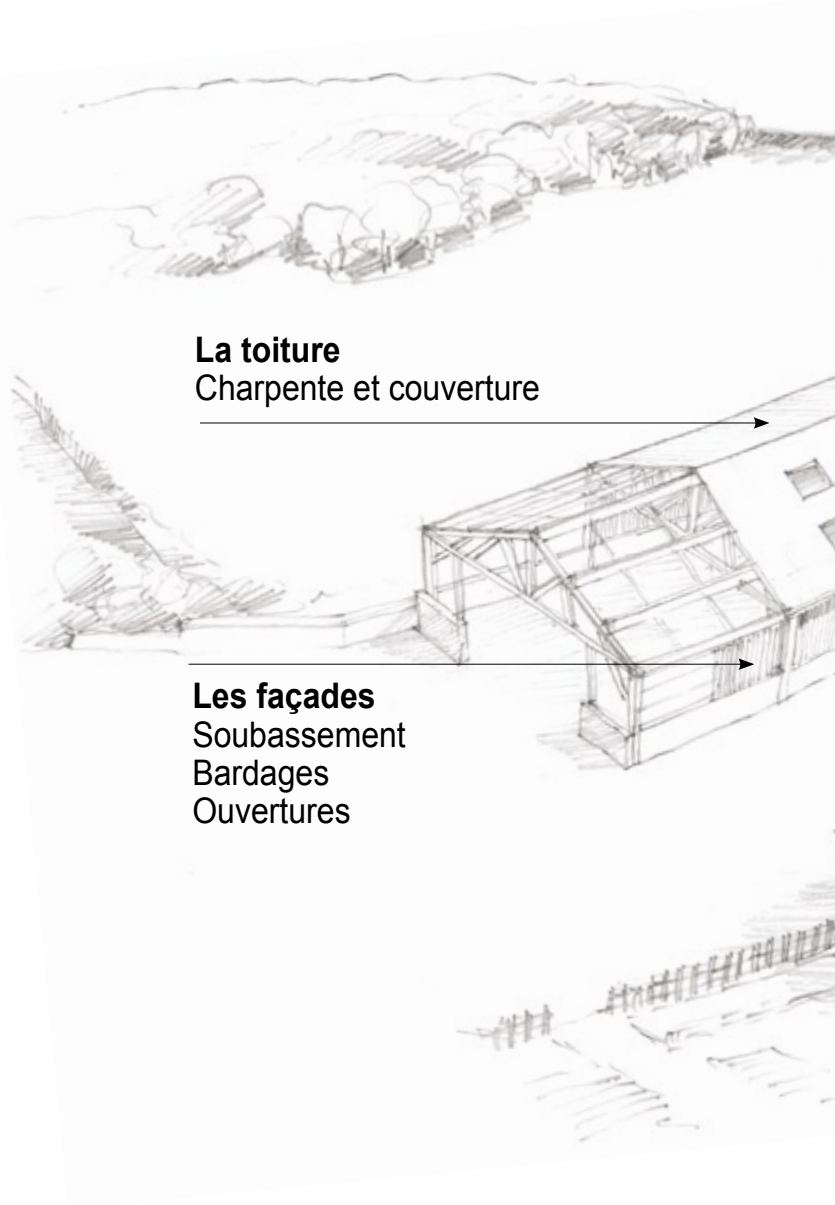 La toiture
Charpente et couverture
Les façades
Soubassement
Bardages
Ouvertures